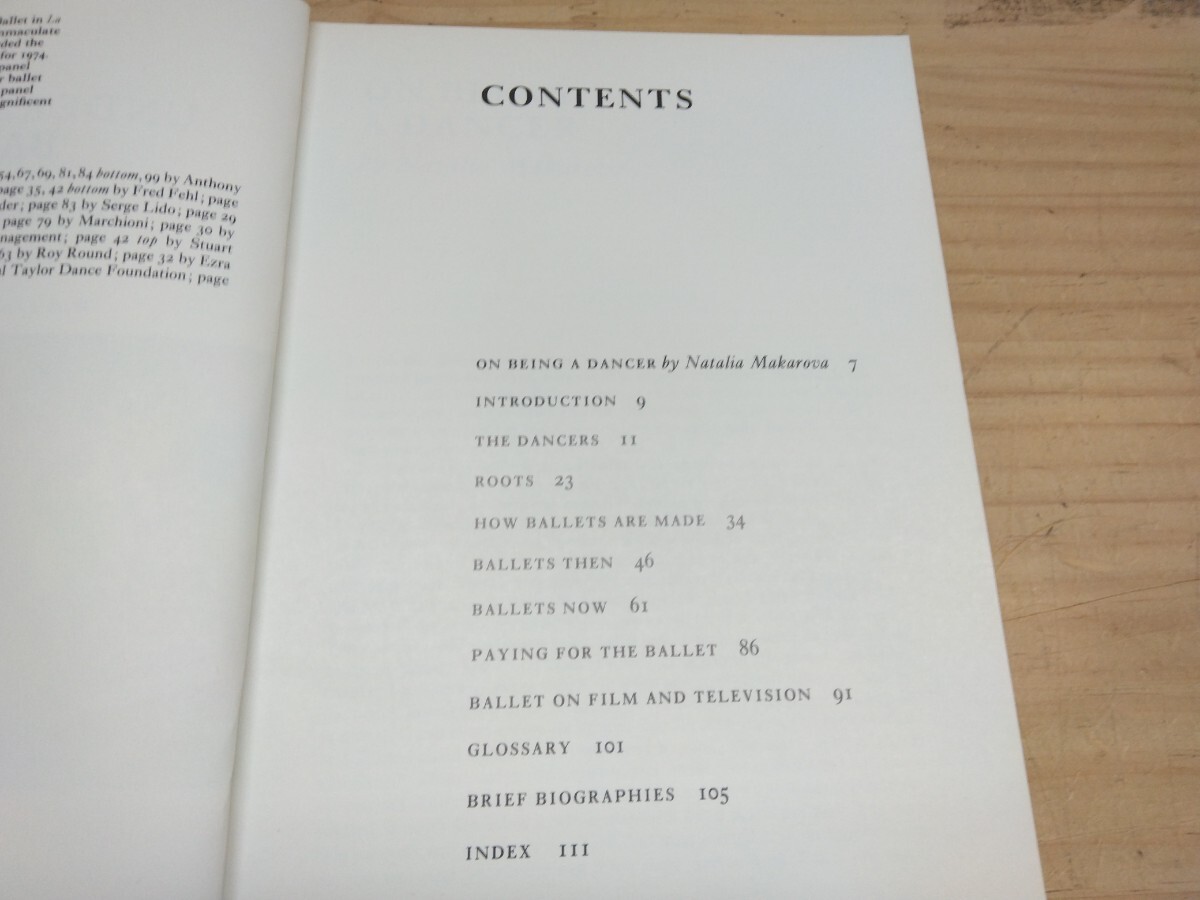 Ballet in La
immaculate
ded the
for 1974.
panel
r ballet
panel
gnificent
54, 67, 69, 81, 84 bottom, 99 by Anthony
page 35, 42 bottom by Fred Fehl; page
der; page 83 by Serge Lido; page 29
page 79 by Marchioni; page 30 by
nagement; page 42 top by Stuart
63 by Roy Round; page 32 by Ezra
l Taylor Dance Foundation; page
CONTENTS
ON BEING A DANCER by Natalia Makarova 7
INTRODUCTION 9
THE DANCERS 11
ROOTS 23
HOW BALLETS ARE MADE 34
BALLETS THEN 46
BALLETS NOW 61
PAYING FOR THE BALLET 86
BALLET ON FILM AND TELEVISION 91
GLOSSARY 101
BRIEF BIOGRAPHIES 105
INDEX 111